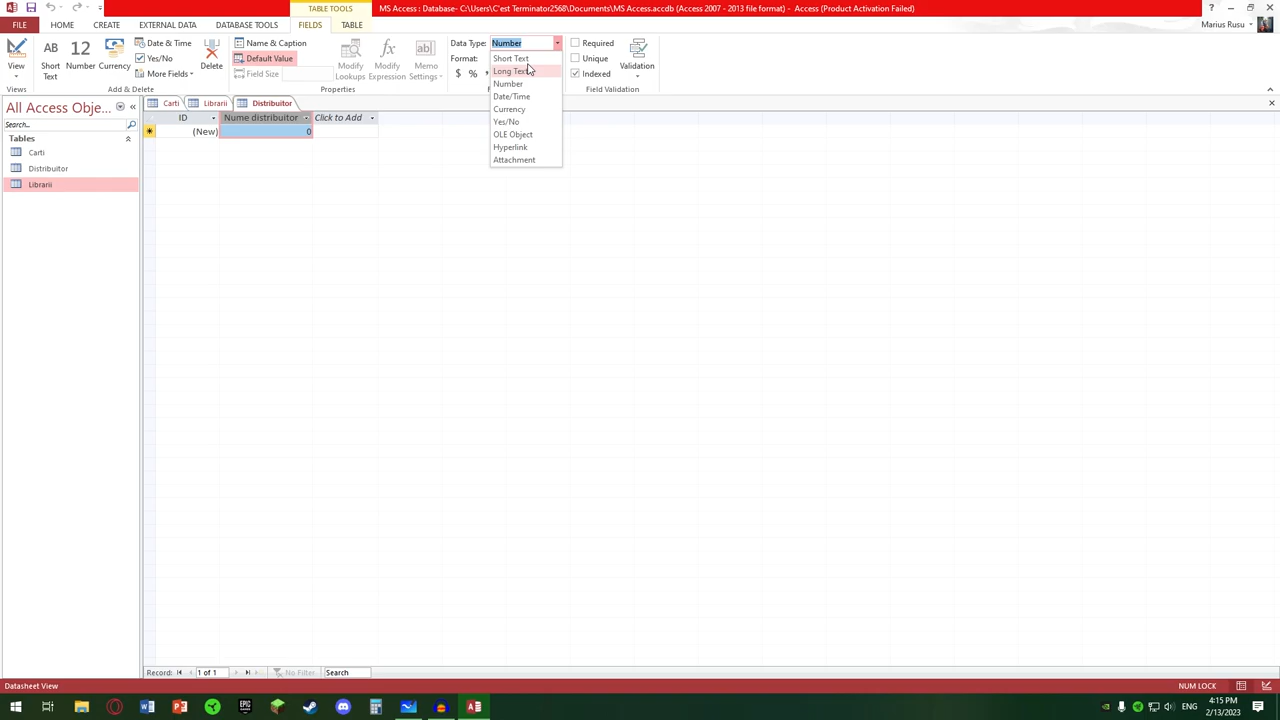 TABLE TOOLS
MS Access : Database- C:\Users\C'est Terminator2568\Documents\MS Access.accdb (Access 2007 - 2013 file format) - Access (Product Activation Failed)
FILE HOME CREATE EXTERNAL DATA DATABASE TOOLS FIELDS TABLE
Marius Rusu
View
AB
Short Text
12
Number
Currency
Date & Time
Yes/No
More Fields
Delete
Name & Caption
Default Value
Field Size
Modify Lookups
fx
Modify Expression
ab
Memo Settings
Data Type: Number
Format:
$ %
Required
Unique
Indexed
Validation
Views
Add & Delete
Properties
Field Validation
Short Text
Long Text
Number
Date/Time
Currency
Yes/No
OLE Object
Hyperlink
Attachment
All Access Obje...
Search...
Tables
Carti
Distribuitor
Librarii
Carti Librarii Distribuitor
ID Nume distribuitor Click to Add
(New) 0
Record: 1 of 1 No Filter Search
Datasheet View
NUM LOCK
4:15 PM
2/13/2023